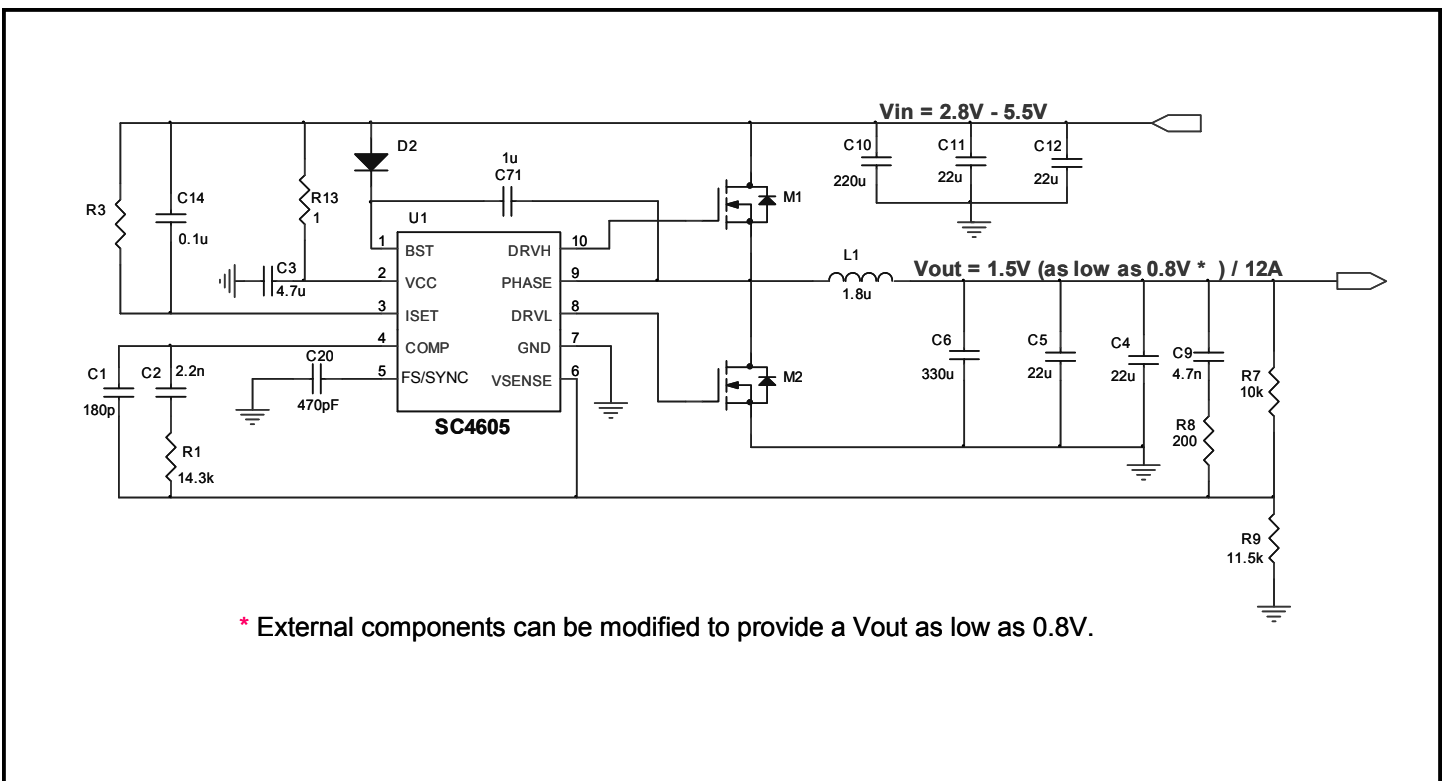 Vin = 2.8V - 5.5V
D2
C10
220u
C11
22u
C12
22u
1u
C71
R3
C14
0.1u
R13
1
M1
U1
1
BST
DRVH
10
C3
4.7u
2
VCC
PHASE
9
L1
1.8u
Vout = 1.5V (as low as 0.8V * ) / 12A
3
ISET
DRVL
8
4
COMP
GND
7
5
FS/SYNC
VSENSE
6
SC4605
C1
180p
C2
2.2n
C20
470pF
R1
14.3k
M2
C6
330u
C5
22u
C4
22u
C9
4.7n
R7
10k
R8
200
R9
11.5k
* External components can be modified to provide a Vout as low as 0.8V.